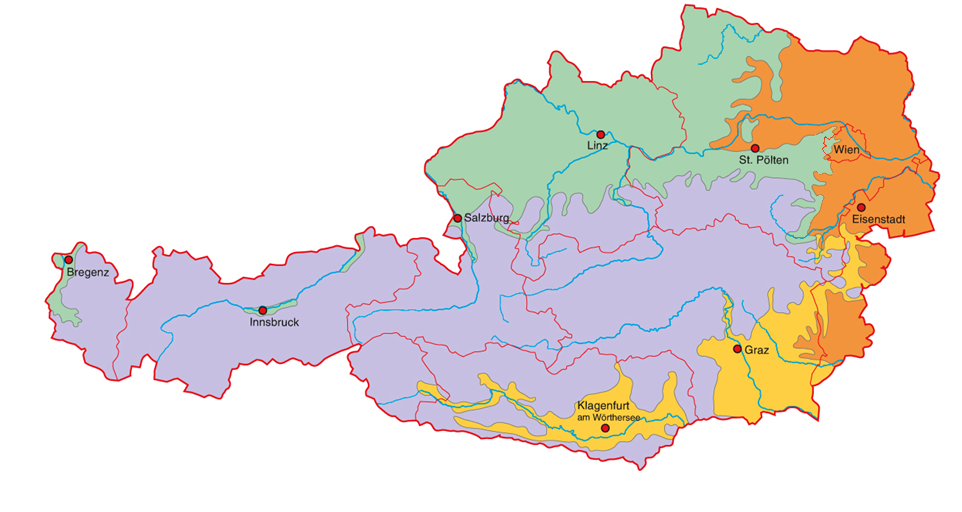 Linz
Wien
St. Pölten
Salzburg
Eisenstadt
Bregenz
Innsbruck
Graz
Klagenfurt
am Wörthersee